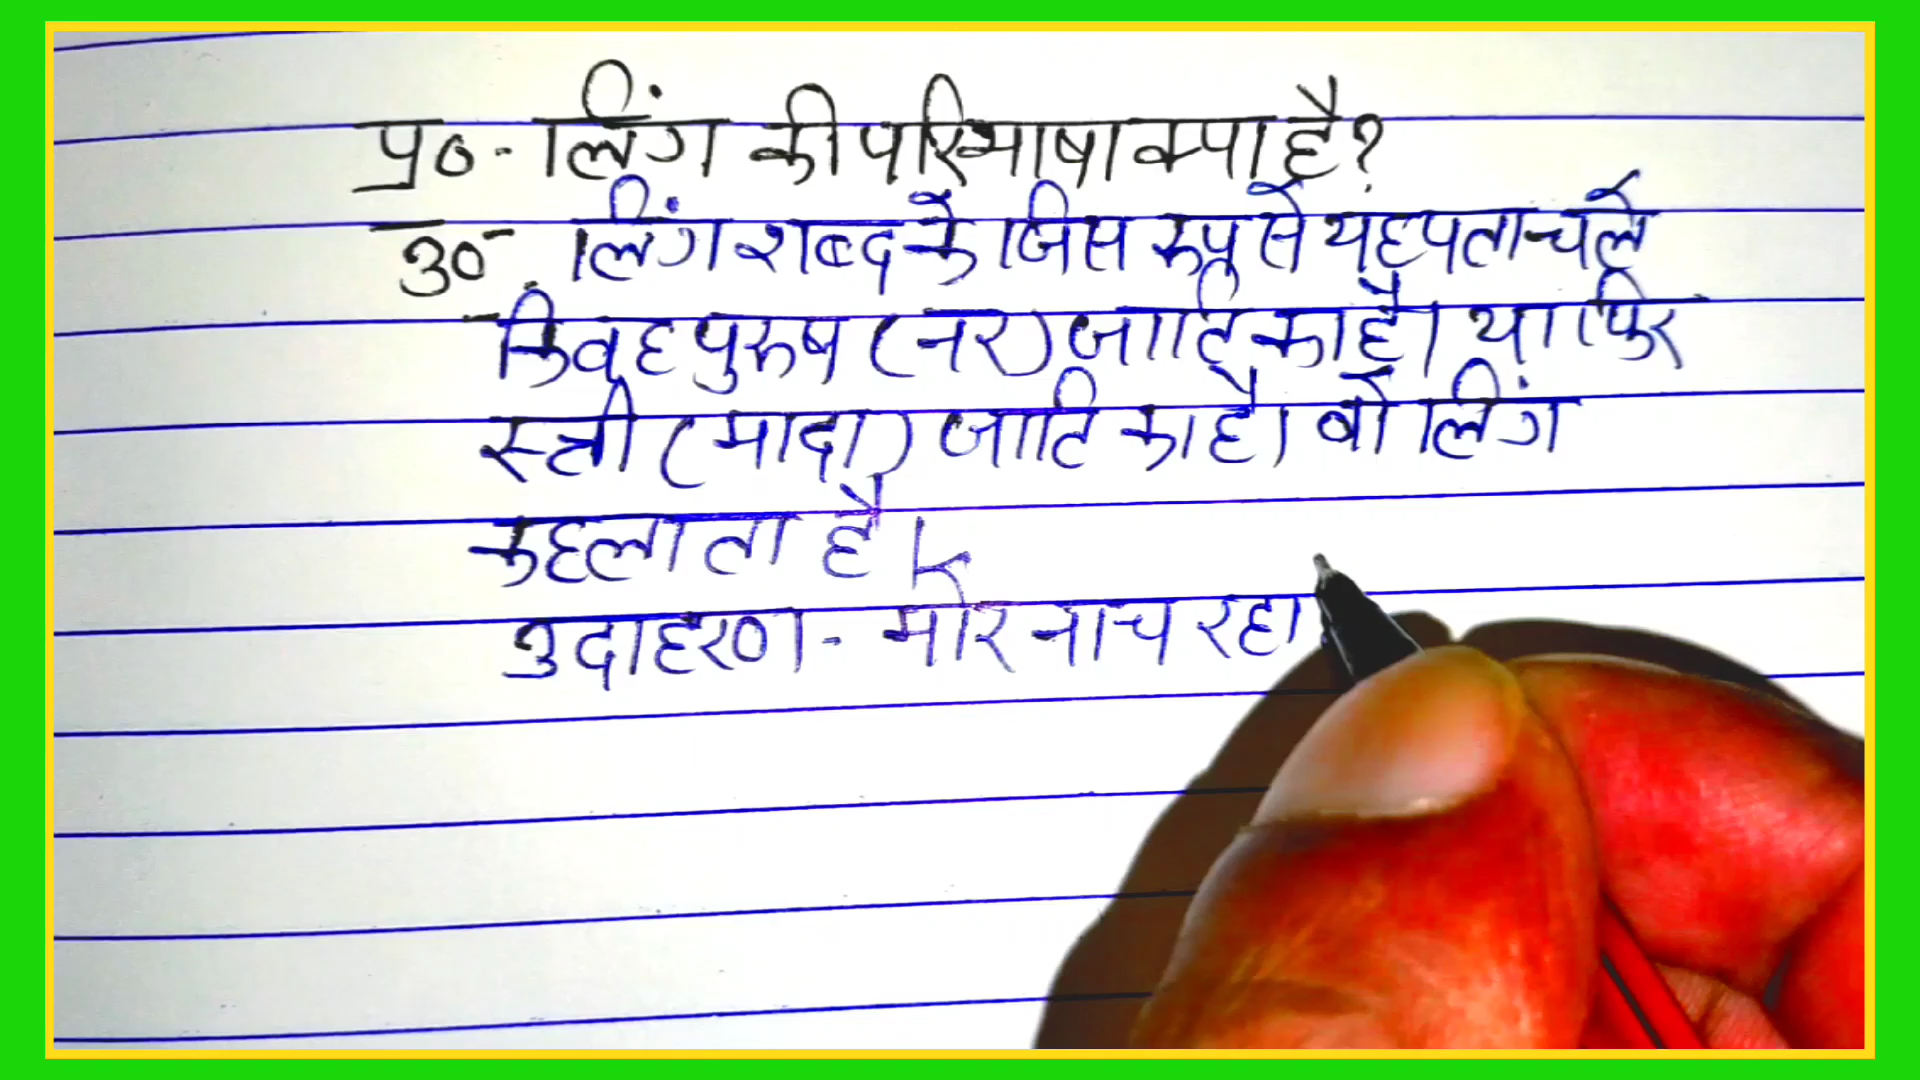 प्र०- लिंग की परिभाषा क्या है?
उ०- लिंग शब्द के जिस रूप से यह पता चले
कि वह पुरुष (नर) जाति का है। या फिर
स्त्री (मादा) जाति का है। वो लिंग
कहलाता है।
उदाहरण- मोर नाच रहा